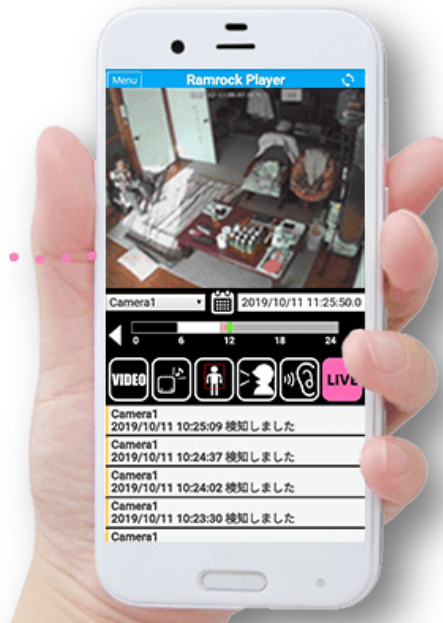 Menu
Ramrock Player
Camera1
2019/10/11 11:25:50.0
0 6 12 18 24
VIDEO
LIVE
Camera1
2019/10/11 10:25:09 検知しました
Camera1
2019/10/11 10:24:37 検知しました
Camera1
2019/10/11 10:24:02 検知しました
Camera1
2019/10/11 10:23:30 検知しました
Camera1